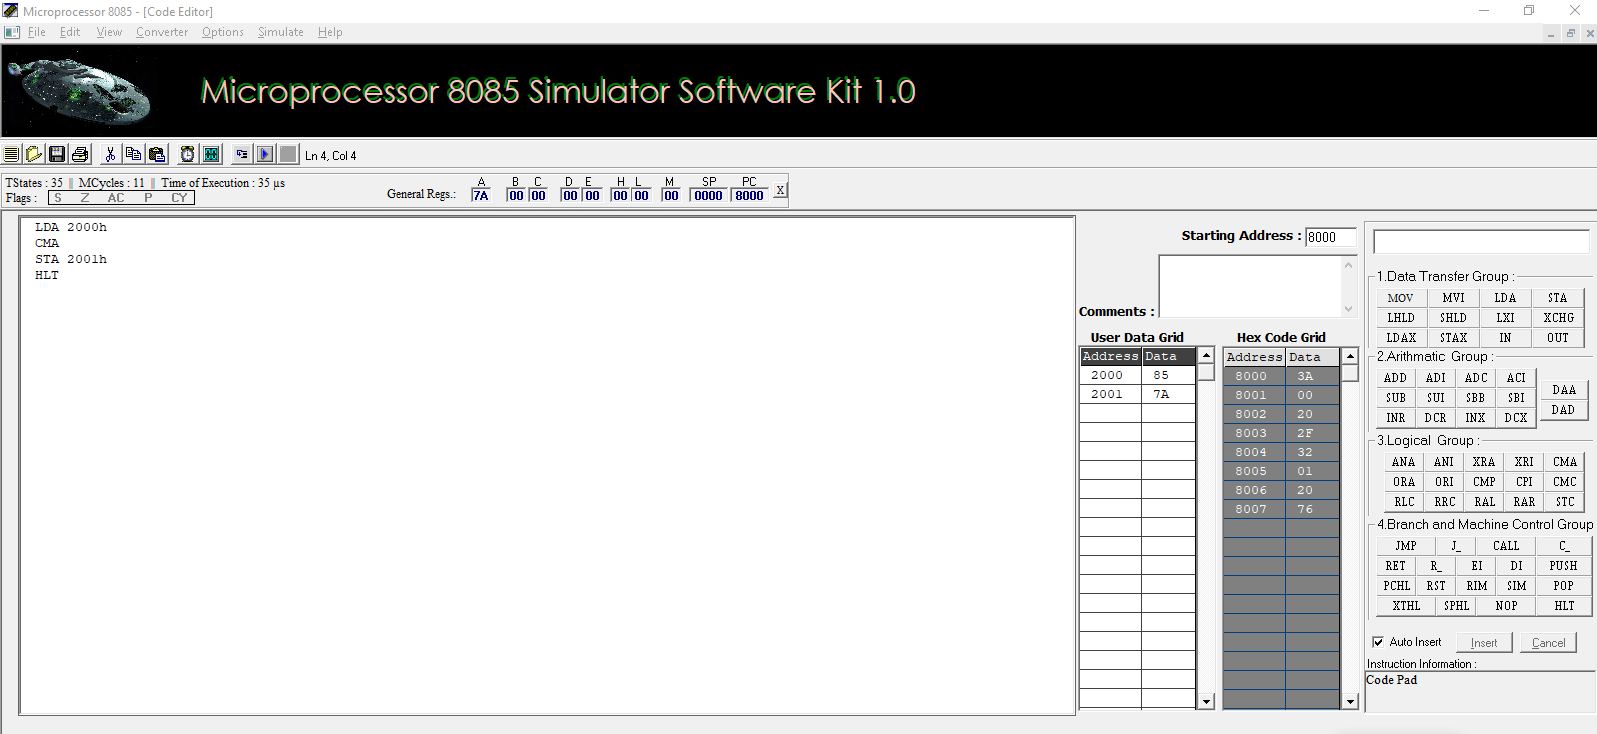 Microprocessor 8085 - [Code Editor]
File Edit View Converter Options Simulate Help
Microprocessor 8085 Simulator Software Kit 1.0
Ln 4, Col 4
TStates : 35 MCycles : 11 Time of Execution : 35 µs
Flags : S Z AC P CY
General Regs.:
A B C D E H L M SP PC
7A 00 00 00 00 00 00 00 0000 8000 X
LDA 2000h
CMA
STA 2001h
HLT
Starting Address : 8000
Comments :
User Data Grid
Address Data
2000 85
2001 7A
Hex Code Grid
Address Data
8000 3A
8001 00
8002 20
8003 2F
8004 32
8005 01
8006 20
8007 76
1.Data Transfer Group :
MOV MVI LDA STA
LHLD SHLD LXI XCHG
LDAX STAX IN OUT
2.Arithmatic Group :
ADD ADI ADC ACI
SUB SUI SBB SBI
INR DCR INX DCX
DAA
DAD
3.Logical Group :
ANA ANI XRA XRI CMA
ORA ORI CMP CPI CMC
RLC RRC RAL RAR STC
4.Branch and Machine Control Group
JMP J_ CALL C_
RET R_ EI DI PUSH
PCHL RST RIM SIM POP
XTHL SPHL NOP HLT
Auto Insert Insert Cancel
Instruction Information :
Code Pad